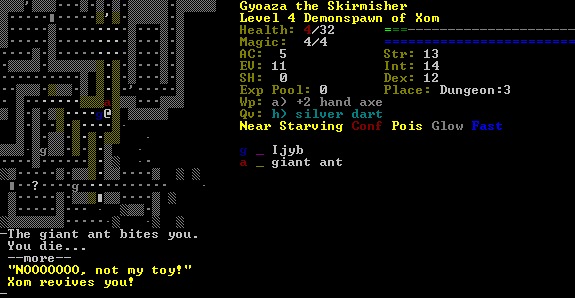 Gyoaza the Skirmisher
Level 4 Demonspawn of Xom
Health: 4/32
Magic: 4/4
AG: 5 Str: 13
EV: 11 Int: 14
SH: 0 Dex: 12
Exp Pool: 0 Place: Dungeon:3
Wp: a) +2 hand axe
Qv: h) silver dart
Near Starving Conf Pois Glow Fast
g _ Ijyb
a _ giant ant
The giant ant bites you.
You die...
--more--
"NOOOOOOO, not my toy!"
Xom revives you!